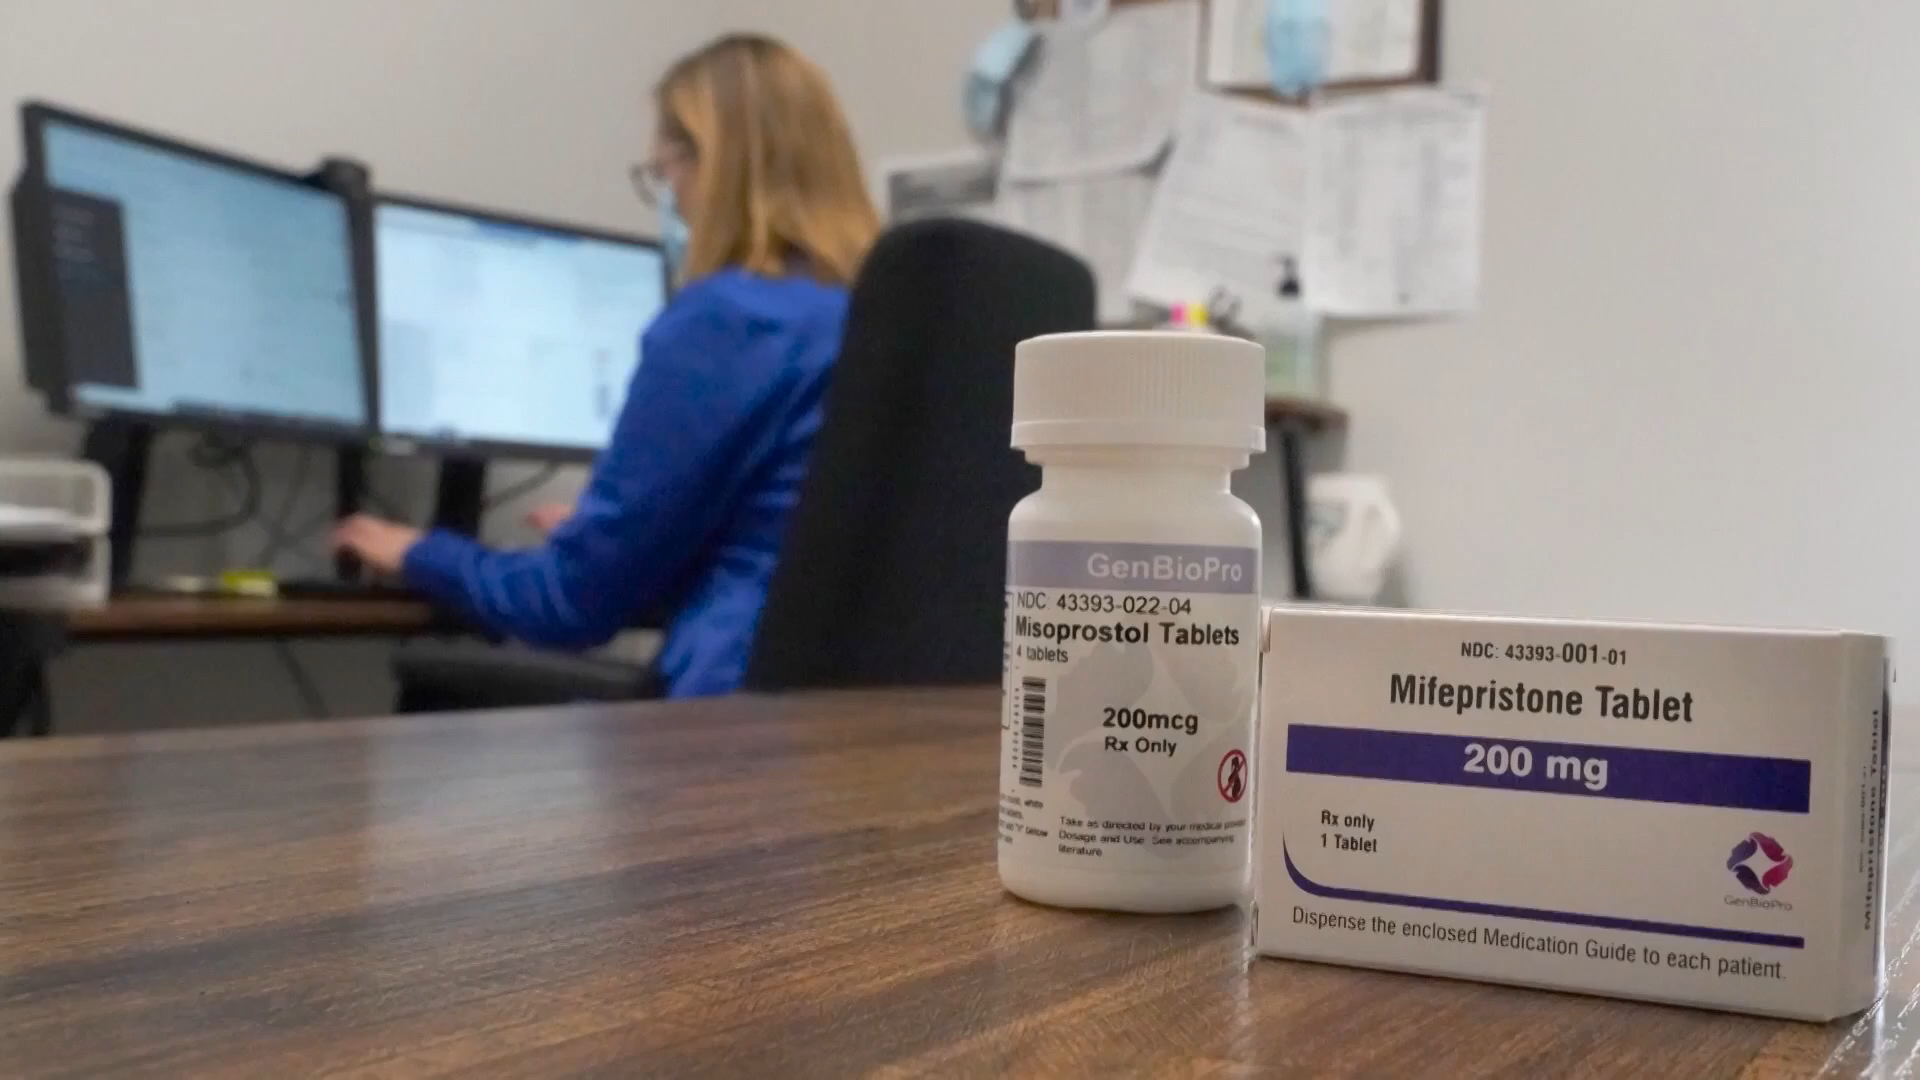 GenBioPro
NDC 43393-022-04
Misoprostol Tablets
4 tablets
200mcg
Rx Only
Take as directed by your medical
Dosage and Use. See accompanying
literature
NDC: 43393-001-01
Mifepristone Tablet
200 mg
Rx only
1 Tablet
GenBioPro
Dispense the enclosed Medication Guide to each patient.
Mifepristone Tablet